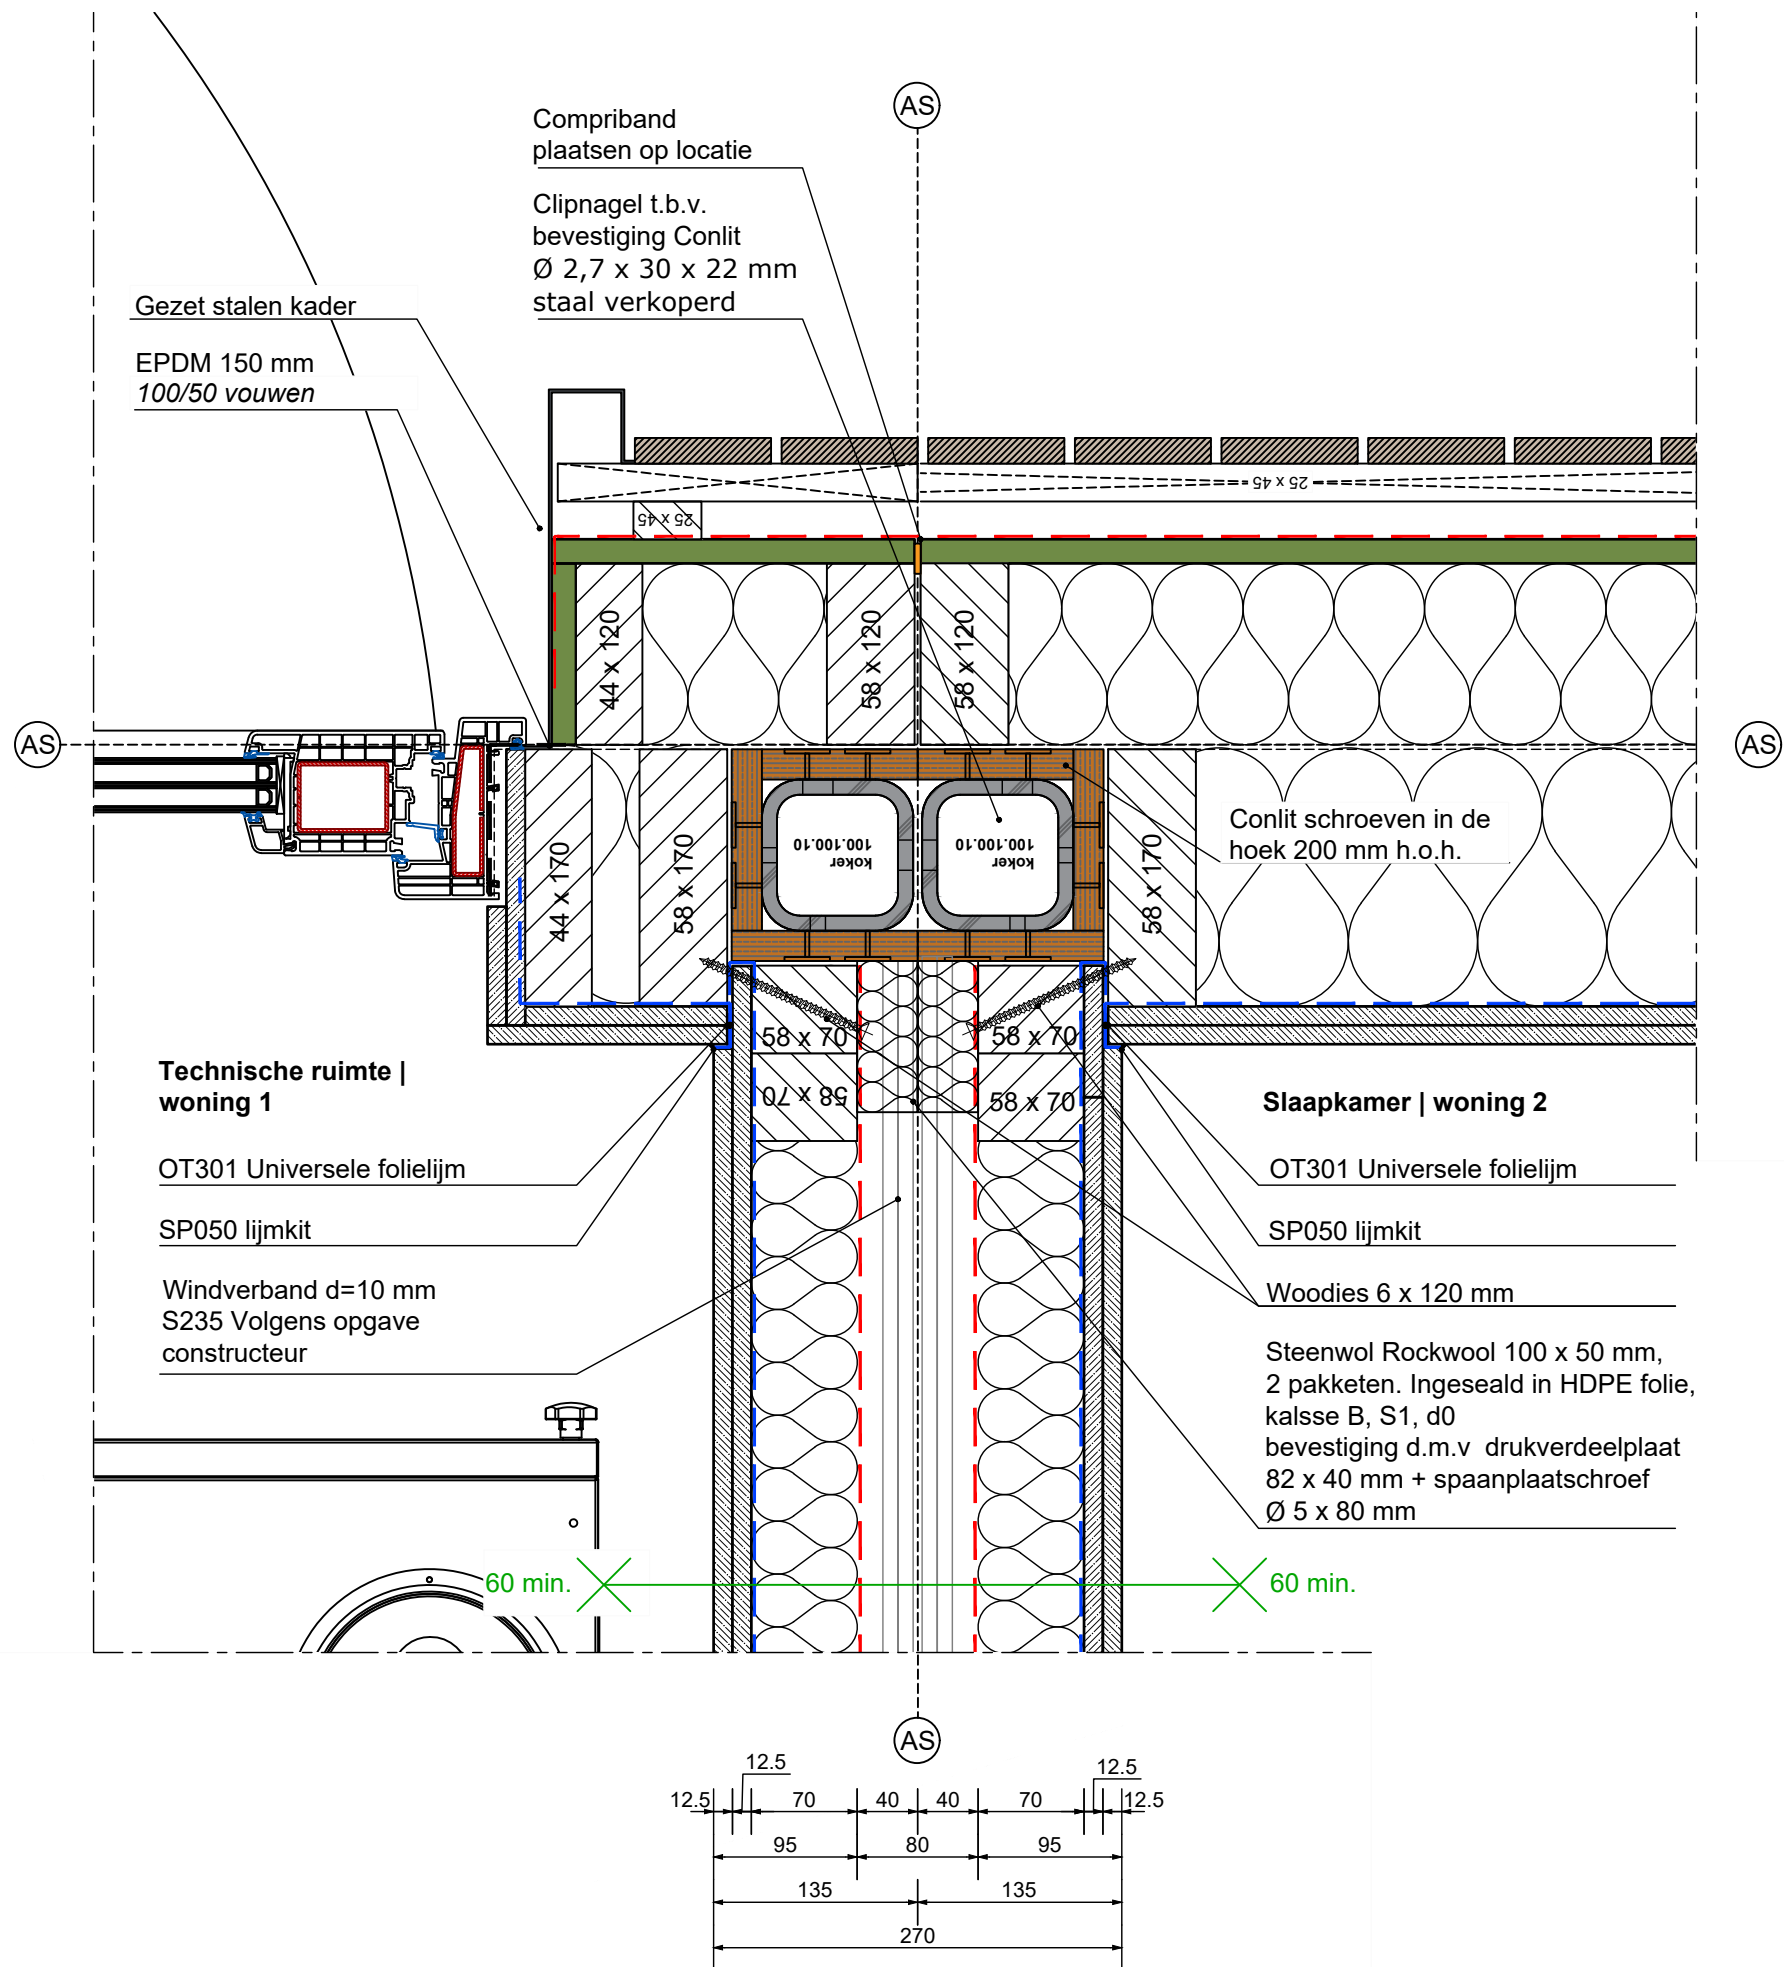 AS
Compriband
plaatsen op locatie
Clipnagel t.b.v.
bevestiging Conlit
Ø 2,7 x 30 x 22 mm
staal verkoperd
Gezet stalen kader
EPDM 150 mm
100/50 vouwen
25 x 45
25 x 45
44 x 120
58 x 120
58 x 120
AS
AS
44 x 170
58 x 170
koker
100.100.10
koker
100.100.10
58 x 170
Conlit schroeven in de
hoek 200 mm h.o.h.
58 x 70
58 x 70
58 x 70
58 x 70
Technische ruimte |
woning 1
OT301 Universele folielijm
SP050 lijmkit
Windverband d=10 mm
S235 Volgens opgave
constructeur
Slaapkamer | woning 2
OT301 Universele folielijm
SP050 lijmkit
Woodies 6 x 120 mm
Steenwol Rockwool 100 x 50 mm,
2 pakketen. Ingeseald in HDPE folie,
kalsse B, S1, d0
bevestiging d.m.v drukverdeelplaat
82 x 40 mm + spaanplaatschroef
Ø 5 x 80 mm
60 min.
60 min.
AS
12.5
12.5
12.5
70
40
40
70
12.5
95
80
95
135
135
270